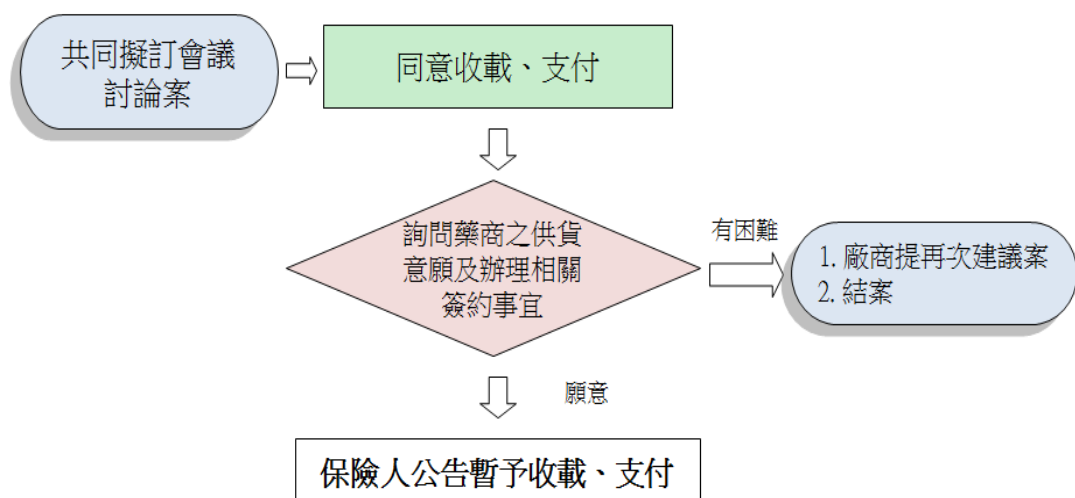 共同擬訂會議
討論案
同意收載、支付
詢問藥商之供貨
意願及辦理相關
簽約事宜
有困難
1. 廠商提再次建議案
2. 結案
願意
保險人公告暫予收載、支付